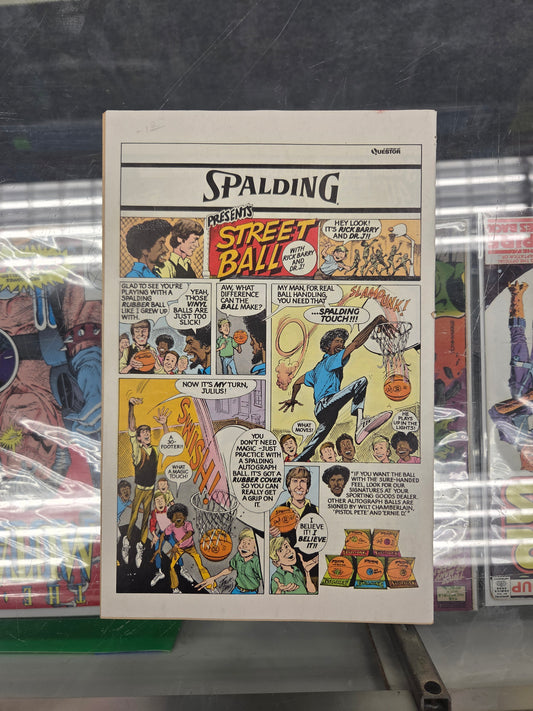 QUESTOR
SPALDING
PRESENTS
STREET
BALL
WITH
RICK BARRY
AND
DR. J!!
HEY LOOK!
IT'S RICK BARRY
AND DR. J!
GLAD TO SEE YOU'RE
PLAYING WITH A
SPALDING
RUBBER BALL
LIKE I GREW UP
WITH.
YEAH,
THOSE
VINYL
BALLS ARE
JUST TOO
SLICK!
AW, WHAT
DIFFERENCE
CAN THE
BALL MAKE?
MY MAN, FOR REAL
BALL HANDLING,
YOU NEED THAT
...SPALDING
TOUCH!!!
SLAMDUNK!
WHAT
MOVES!
HE
PLAYS
UP IN THE
LIGHTS!
NOW IT'S MY TURN,
JULIUS!
SWISH!!
A
30-
FOOTER!!
WHAT
A MAGIC
TOUCH!
YOU
DON'T NEED
MAGIC-JUST
PRACTICE WITH
A SPALDING
AUTOGRAPH
BALL. IT'S GOT A
RUBBER COVER
SO YOU CAN
REALLY GET
A GRIP ON
IT.
"IF YOU WANT THE BALL
WITH THE SURE-HANDED
FEEL, LOOK FOR OUR
SIGNATURES AT YOUR
SPORTING GOODS DEALER.
OTHER AUTOGRAPH BALLS ARE
SIGNED BY WILT CHAMBERLAIN,
"PISTOL PETE" AND "ERNIE D."
I
BELIEVE
IT! I
BELIEVE
IT!!